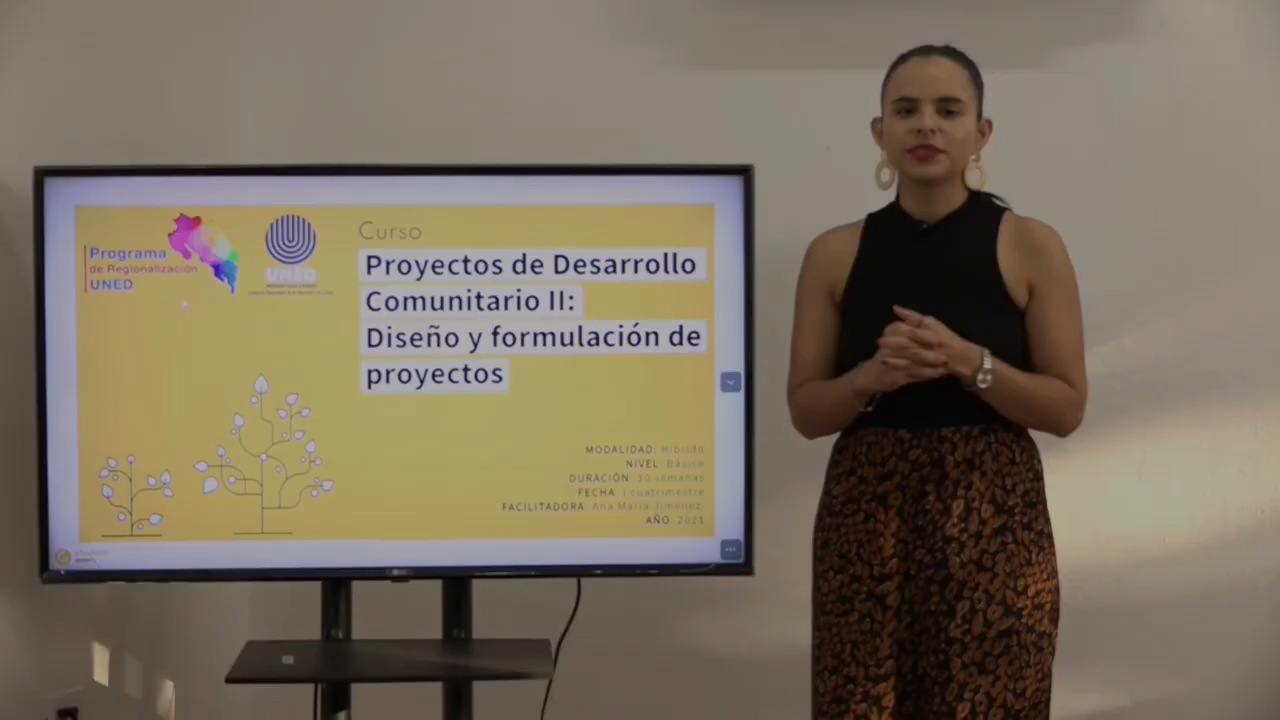 Programa
de Regionalización
UNED
UNED
Curso
Proyectos de Desarrollo
Comunitario II:
Diseño y formulación de
proyectos
MODALIDAD: Híbrido
NIVEL: Básico
DURACIÓN: 10 semanas
FECHA: I cuatrimestre
FACILITADORA: Ana María Jiménez
AÑO: 2021